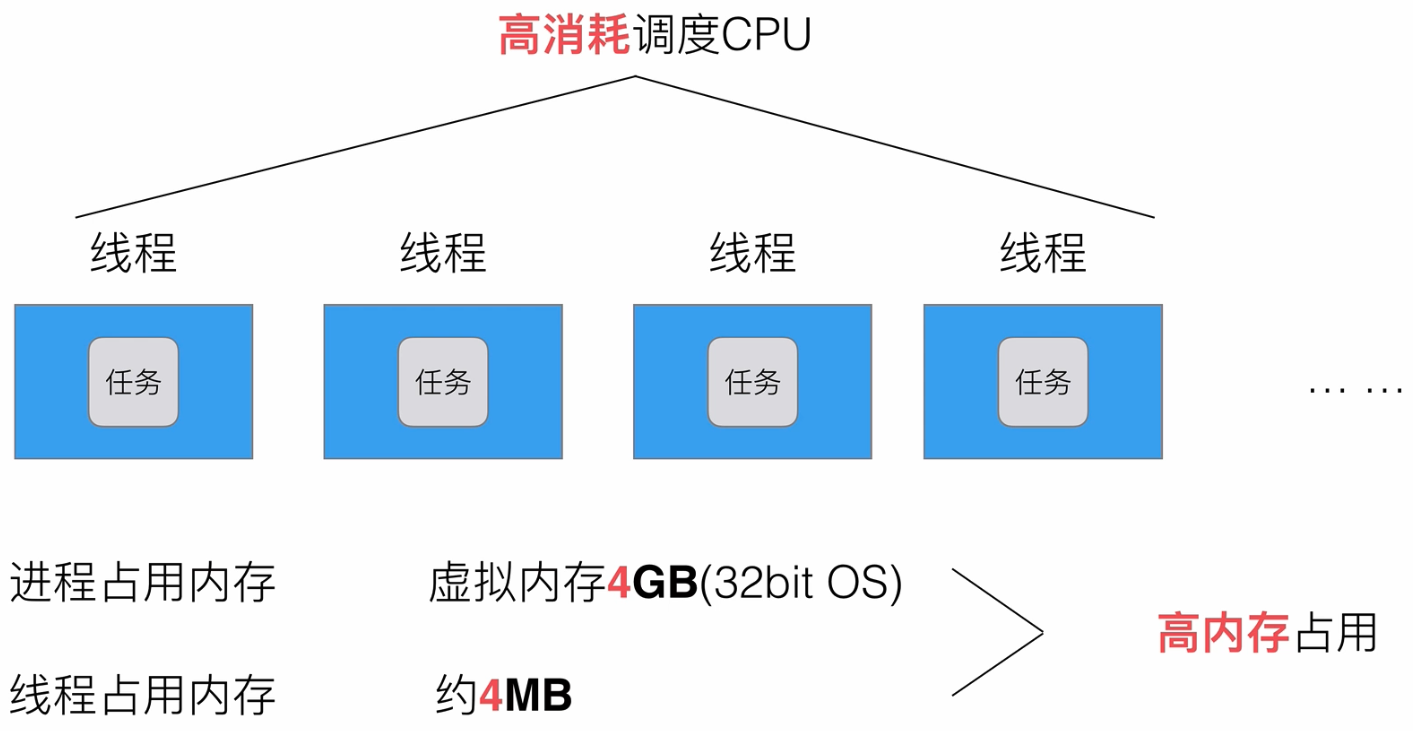 高消耗调度CPU
线程 线程 线程 线程
任务 任务 任务 任务 ... ...
进程占用内存 虚拟内存4GB(32bit OS)
高内存占用
线程占用内存 约4MB